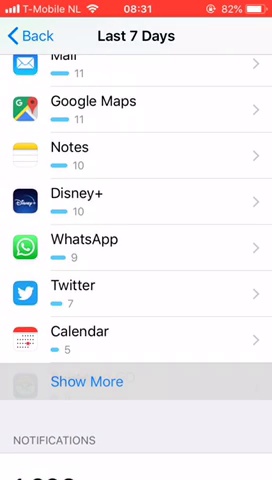 T-Mobile NL 08:31 82%
Back Last 7 Days
Mail
11
Google Maps
11
Notes
10
Disney+
10
WhatsApp
9
Twitter
7
Calendar
5
Show More
NOTIFICATIONS